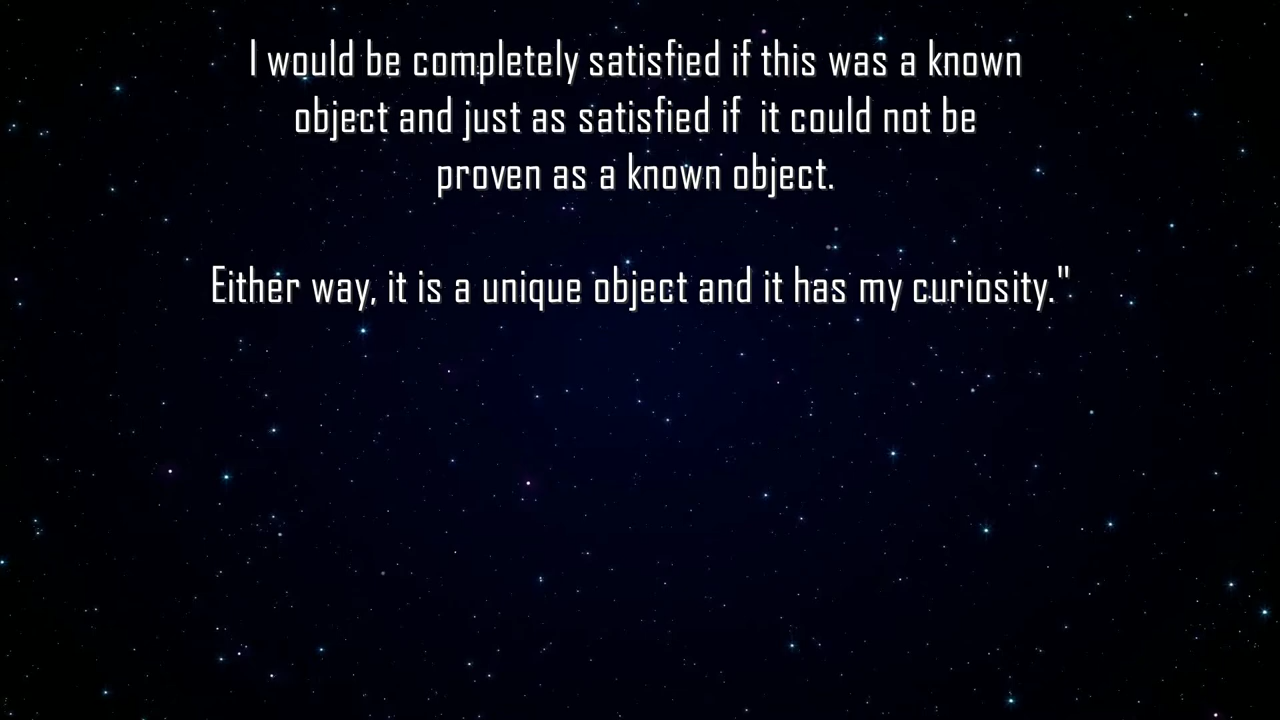 I would be completely satisfied if this was a known
object and just as satisfied if  it could not be
proven as a known object.
Either way, it is a unique object and it has my curiosity."